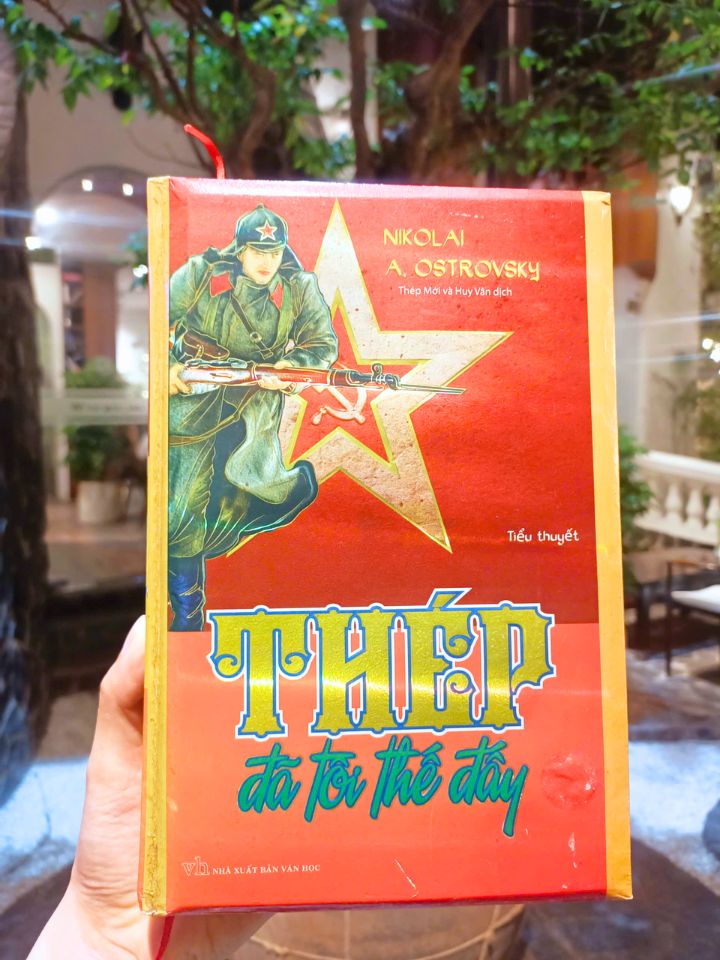 NIKOLAI
A. OSTROVSKY
Thép Mới và Huy Vân dịch
Tiểu thuyết
THÉP
đã tôi thế đấy
vh NHÀ XUẤT BẢN VĂN HỌC